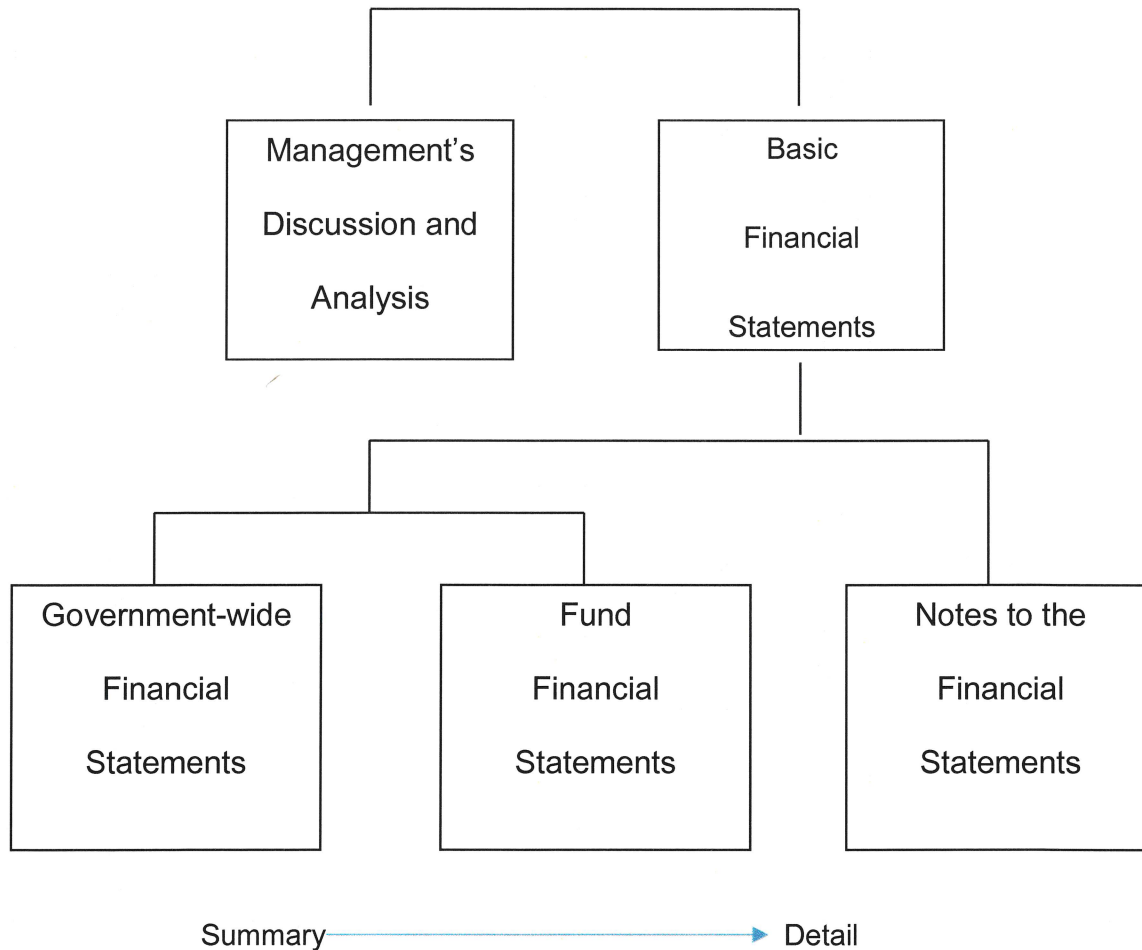 Management's
Discussion and
Analysis
Basic
Financial
Statements
Government-wide
Financial
Statements
Fund
Financial
Statements
Notes to the
Financial
Statements
Summary
Detail